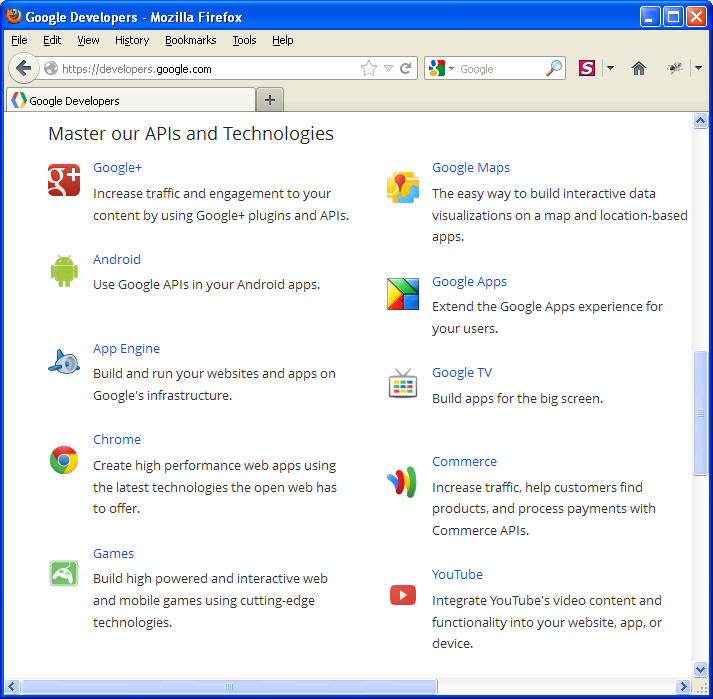 Google Developers - Mozilla Firefox
File Edit View History Bookmarks Tools Help
https://developers.google.com
Google
S
Google Developers
Master our APIs and Technologies
g+
Google+
Increase traffic and engagement to your
content by using Google+ plugins and APIs.
Android
Use Google APIs in your Android apps.
App Engine
Build and run your websites and apps on
Google's infrastructure.
Chrome
Create high performance web apps using
the latest technologies the open web has
to offer.
Games
Build high powered and interactive web
and mobile games using cutting-edge
technologies.
Google Maps
The easy way to build interactive data
visualizations on a map and location-based
apps.
Google Apps
Extend the Google Apps experience for
your users.
Google TV
Build apps for the big screen.
Commerce
Increase traffic, help customers find
products, and process payments with
Commerce APIs.
YouTube
Integrate YouTube's video content and
functionality into your website, app, or
device.